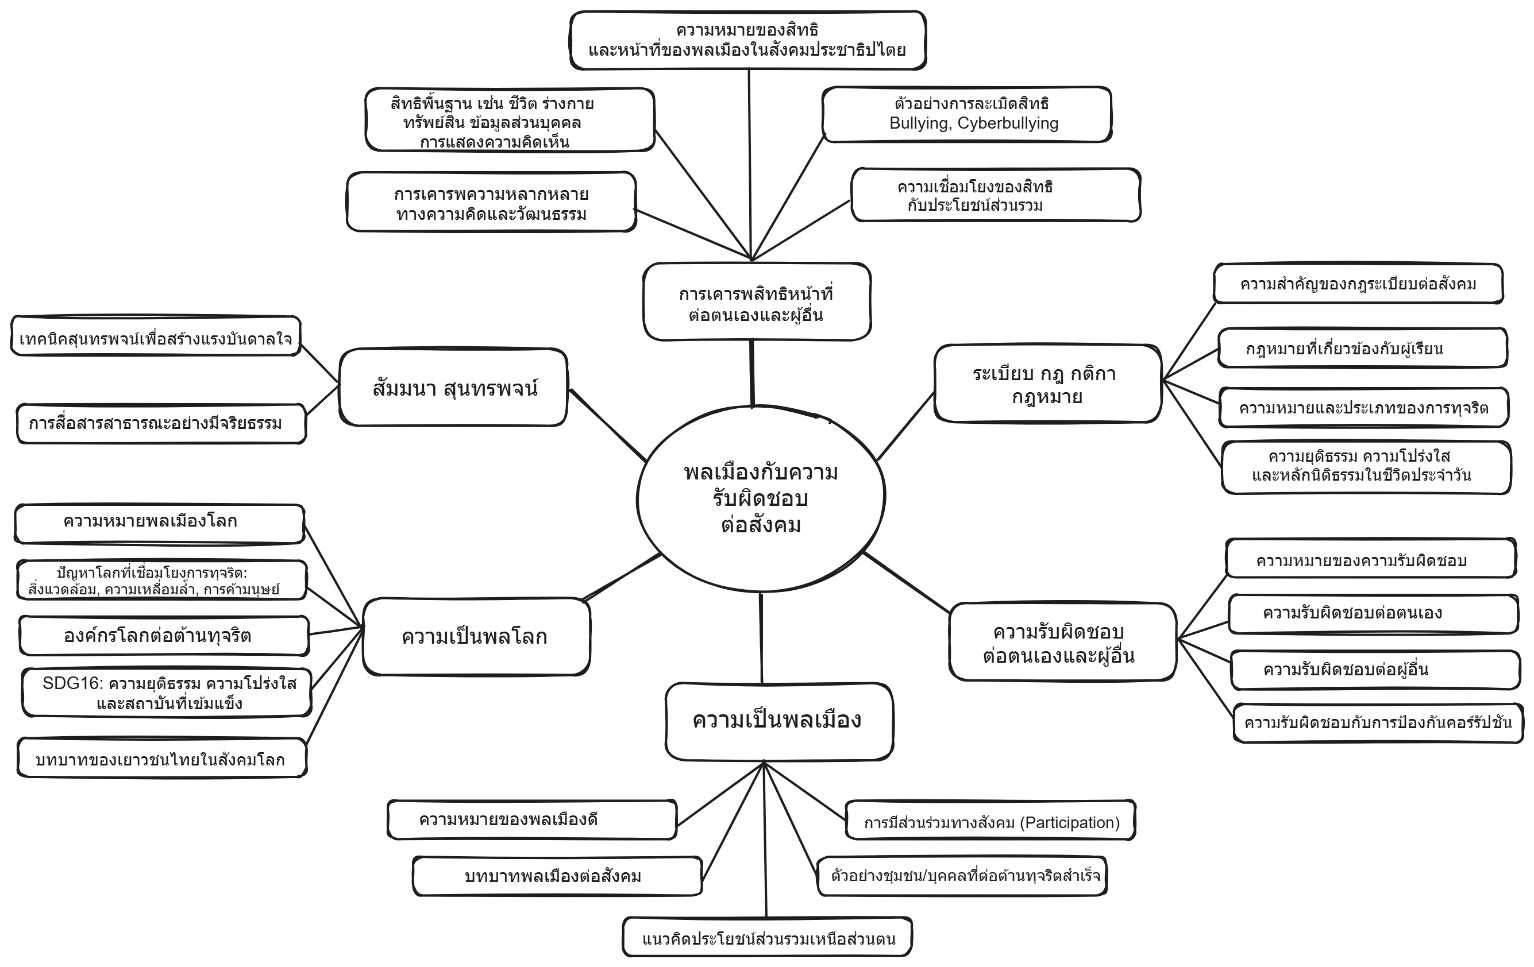 ความหมายของสิทธิ
และหน้าที่ของพลเมืองในสังคมประชาธิปไตย
สิทธิพื้นฐาน เช่น ชีวิต ร่างกาย
ทรัพย์สิน ข้อมูลส่วนบุคคล
การแสดงความคิดเห็น
ตัวอย่างการละเมิดสิทธิ
Bullying, Cyberbullying
การเคารพความหลากหลาย
ทางความคิดและวัฒนธรรม
ความเชื่อมโยงของสิทธิ
กับประโยชน์ส่วนรวม
การเคารพสิทธิหน้าที่
ต่อตนเองและผู้อื่น
ความสำคัญของกฎระเบียบต่อสังคม
กฎหมายที่เกี่ยวข้องกับผู้เรียน
ระเบียบ กฎ กติกา
กฎหมาย
ความหมายและประเภทของการทุจริต
ความยุติธรรม ความโปร่งใส
และหลักนิติธรรมในชีวิตประจำวัน
เทคนิคสุนทรพจน์เพื่อสร้างแรงบันดาลใจ
สัมมนา สุนทรพจน์
การสื่อสารสาธารณะอย่างมีจริยธรรม
พลเมืองกับความ
รับผิดชอบ
ต่อสังคม
ความหมายพลเมืองโลก
ปัญหาโลกที่เชื่อมโยงการทุจริต:
สิ่งแวดล้อม, ความเหลื่อมล้ำ, การค้ามนุษย์
องค์กรโลกต่อต้านทุจริต
ความเป็นพลโลก
SDG16: ความยุติธรรม ความโปร่งใส
และสถาบันที่เข้มแข็ง
บทบาทของเยาวชนไทยในสังคมโลก
ความหมายของความรับผิดชอบ
ความรับผิดชอบต่อตนเอง
ความรับผิดชอบ
ต่อตนเองและผู้อื่น
ความรับผิดชอบต่อผู้อื่น
ความรับผิดชอบกับการป้องกันคอร์รัปชัน
ความเป็นพลเมือง
ความหมายของพลเมืองดี
การมีส่วนร่วมทางสังคม (Participation)
บทบาทพลเมืองต่อสังคม
ตัวอย่างชุมชน/บุคคลที่ต่อต้านทุจริตสำเร็จ
แนวคิดประโยชน์ส่วนรวมเหนือส่วนตน